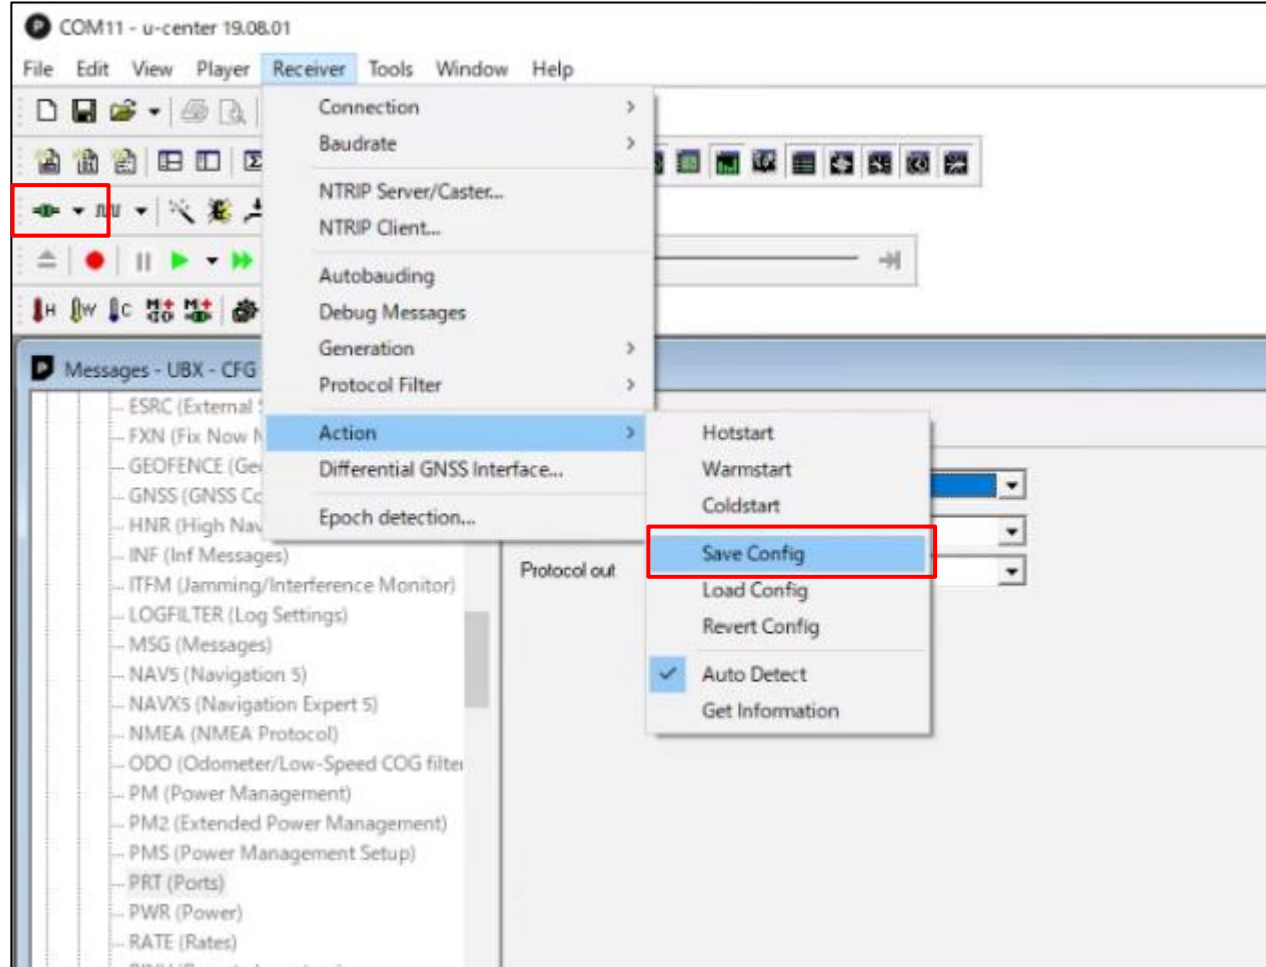 COM11 - u-center 19.08.01
File Edit View Player Receiver Tools Window Help
Connection
Baudrate
NTRIP Server/Caster...
NTRIP Client...
Autobauding
Debug Messages
Generation
Protocol Filter
Action
Differential GNSS Interface...
Epoch detection...
Hotstart
Warmstart
Coldstart
Save Config
Load Config
Revert Config
Auto Detect
Get Information
H W C
Messages - UBX - CFG
ESRC (External
FXN (Fix Now
GEOFENCE
GNSS (GNSS
HNR (High
INF (Inf Messages)
ITFM (Jamming/Interference Monitor)
LOGFILTER (Log Settings)
MSG (Messages)
NAV5 (Navigation 5)
NAVX5 (Navigation Expert 5)
NMEA (NMEA Protocol)
ODO (Odometer/Low-Speed COG filter
PM (Power Management)
PM2 (Extended Power Management)
PMS (Power Management Setup)
PRT (Ports)
PWR (Power)
RATE (Rates)
Protocol out